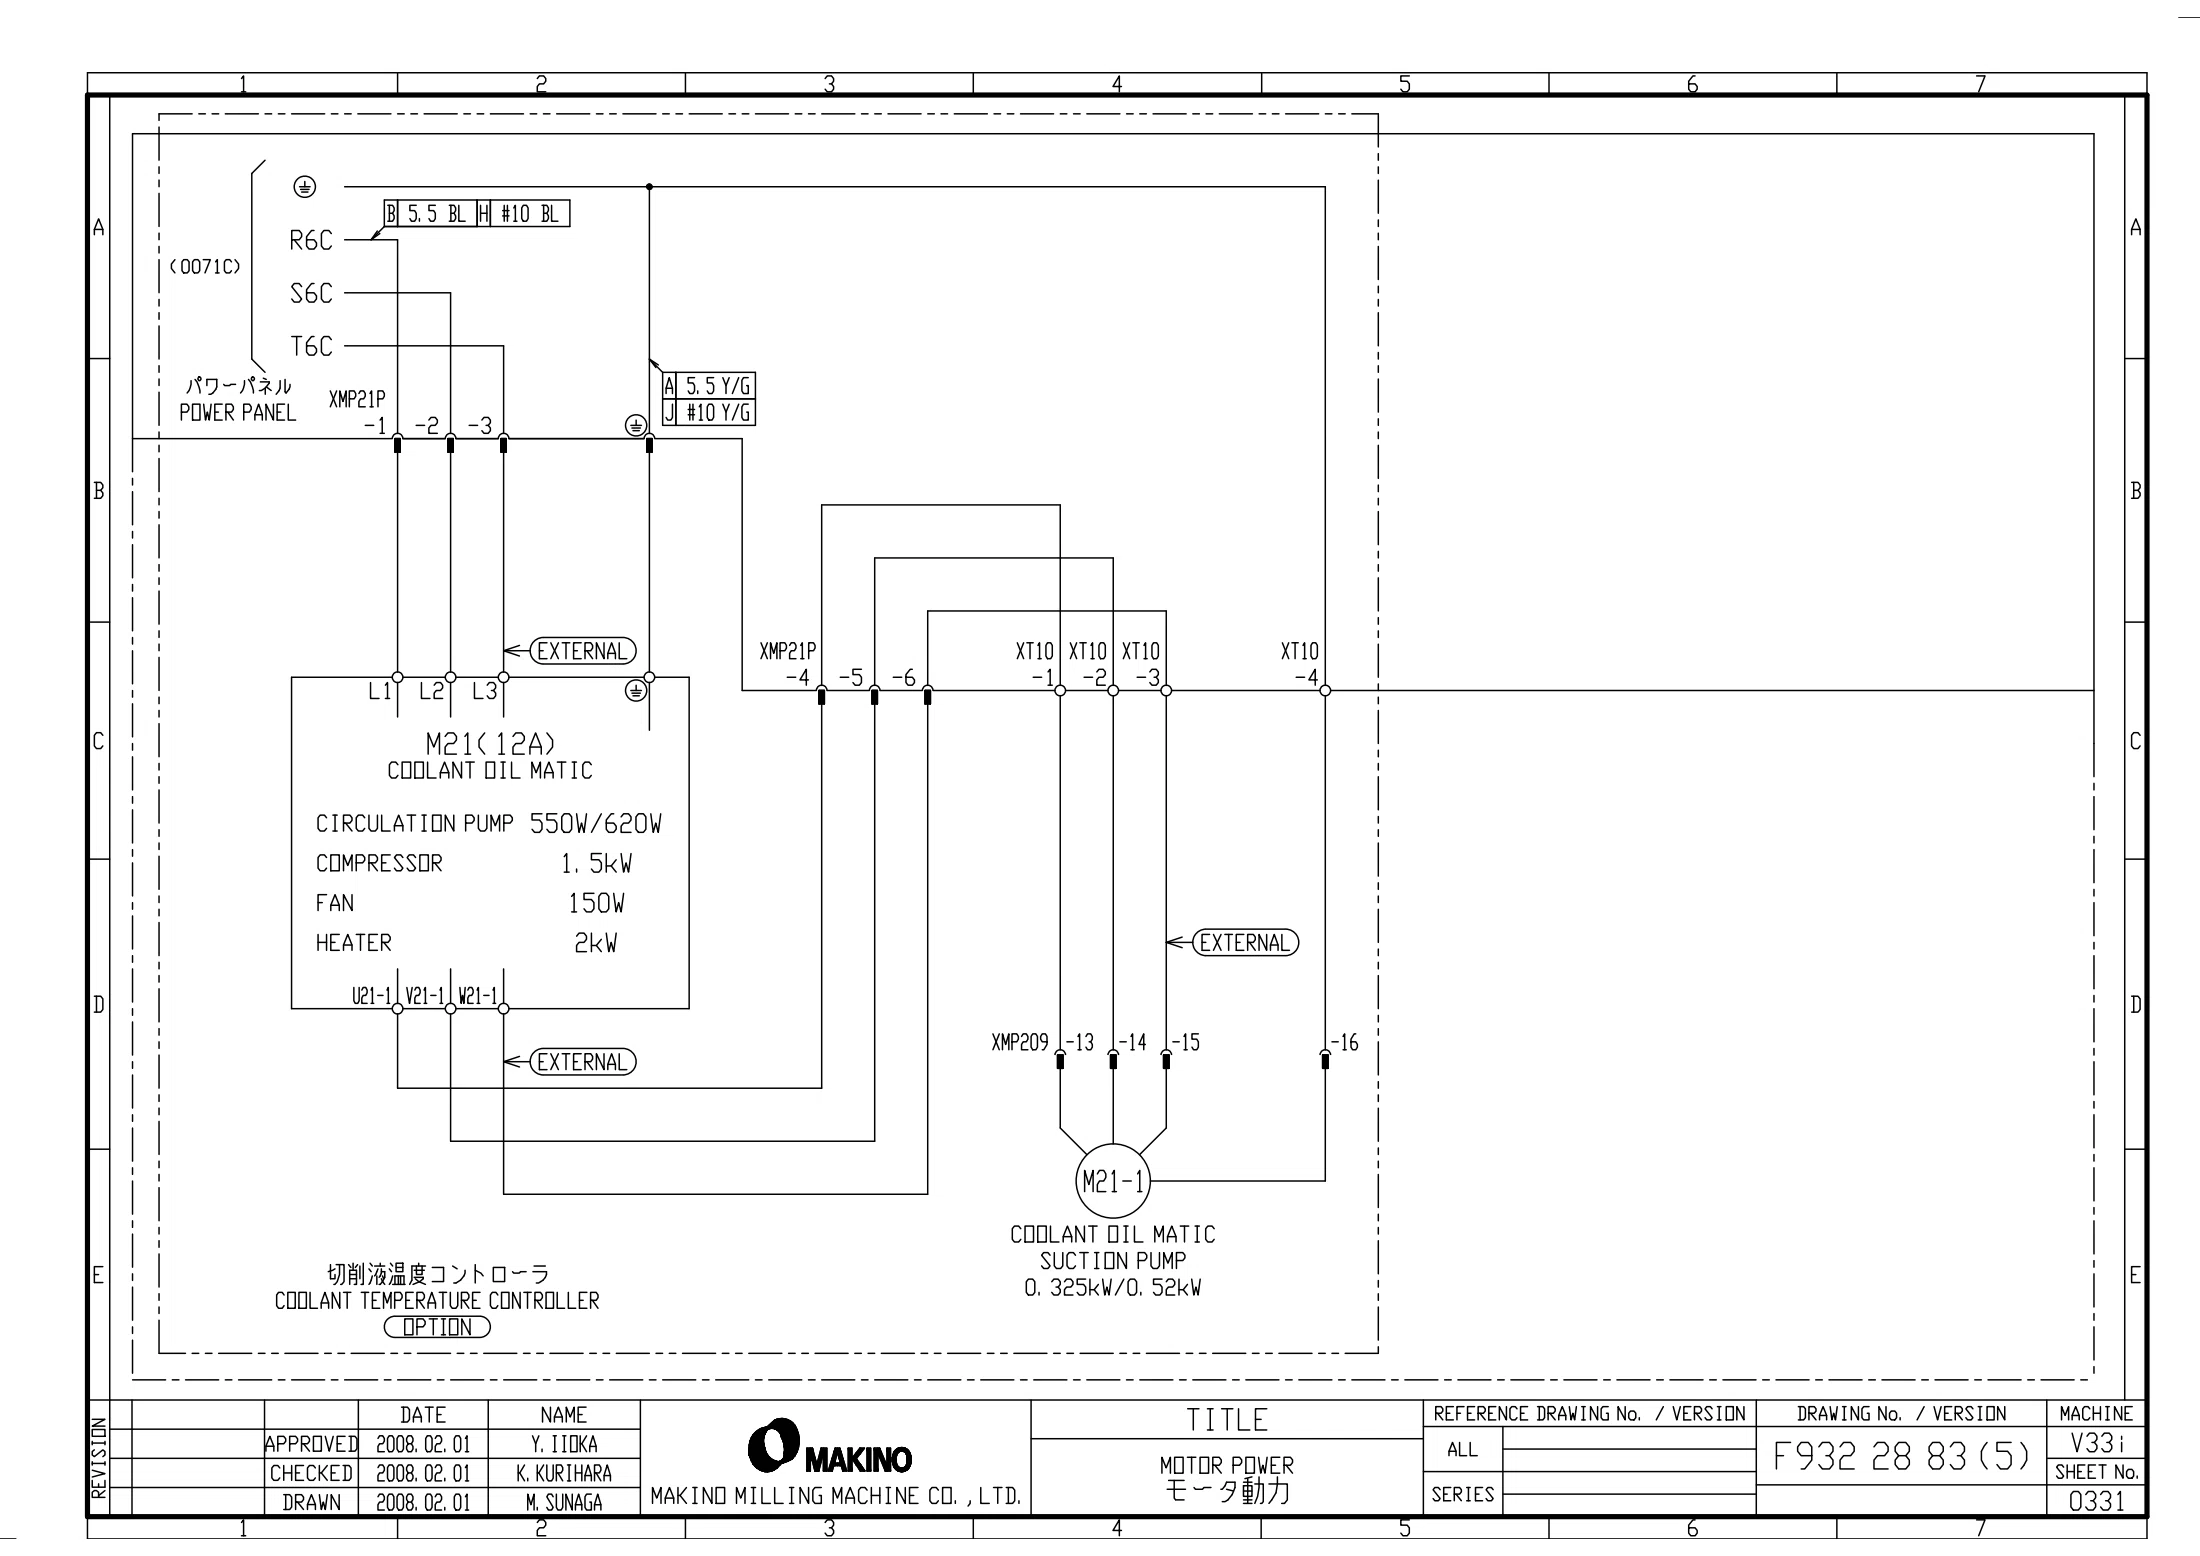 1 2 3 4 5 6 7
A A
B 5.5 BL H #10 BL
R6C
(0071C)
S6C
T6C
パワーパネル
POWER PANEL
XMP21P
-1 -2 -3
A 5.5 Y/G
J #10 Y/G
B B
EXTERNAL
L1 L2 L3
XMP21P XT10 XT10 XT10 XT10
-4 -5 -6 -1 -2 -3 -4
C C
M21(12A)
COOLANT OIL MATIC
CIRCULATION PUMP 550W/620W
COMPRESSOR 1.5kW
FAN 150W
HEATER 2kW
EXTERNAL
U21-1 V21-1 W21-1
D D
EXTERNAL
XMP209 -13 -14 -15 -16
M21-1
COOLANT OIL MATIC
SUCTION PUMP
0.325kW/0.52kW
E E
切削液温度コントローラ
COOLANT TEMPERATURE CONTROLLER
OPTION
REVISION
DATE NAME
APPROVED 2008.02.01 Y.IIOKA
CHECKED 2008.02.01 K.KURIHARA
DRAWN 2008.02.01 M.SUNAGA
MAKINO
MAKINO MILLING MACHINE CO.,LTD.
TITLE
MOTOR POWER
モータ動力
REFERENCE DRAWING No. / VERSION
ALL
SERIES
DRAWING No. / VERSION
F932 28 83(5)
MACHINE
V33i
SHEET No.
0331
1 2 3 4 5 6 7